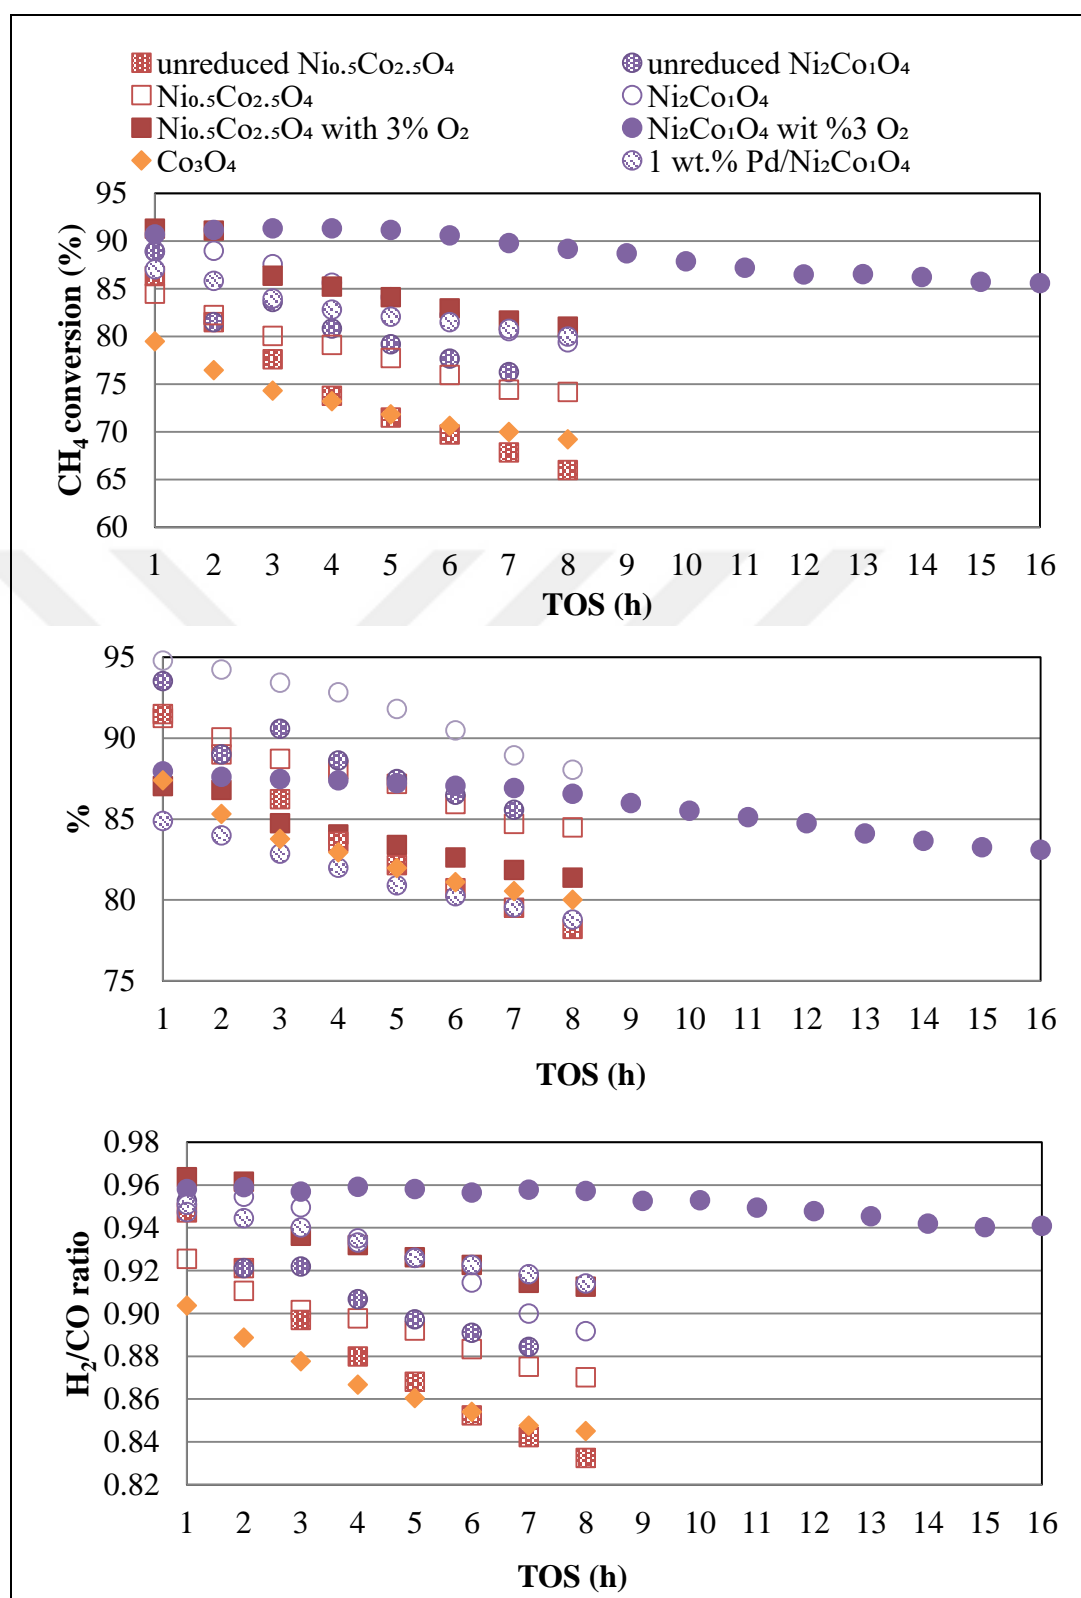 unreduced Ni₀.₅Co₂.₅O₄ unreduced Ni₂Co₁O₄
Ni₀.₅Co₂.₅O₄ Ni₂Co₁O₄
Ni₀.₅Co₂.₅O₄ with 3% O₂ Ni₂Co₁O₄ wit %3 O₂
Co₃O₄ 1 wt.% Pd/Ni₂Co₁O₄
95
90
85
80
75
70
65
60
CH₄ conversion (%)
1 2 3 4 5 6 7 8 9 10 11 12 13 14 15 16
TOS (h)
95
90
85
80
75
%
1 2 3 4 5 6 7 8 9 10 11 12 13 14 15 16
TOS (h)
0.98
0.96
0.94
0.92
0.90
0.88
0.86
0.84
0.82
H₂/CO ratio
1 2 3 4 5 6 7 8 9 10 11 12 13 14 15 16
TOS (h)